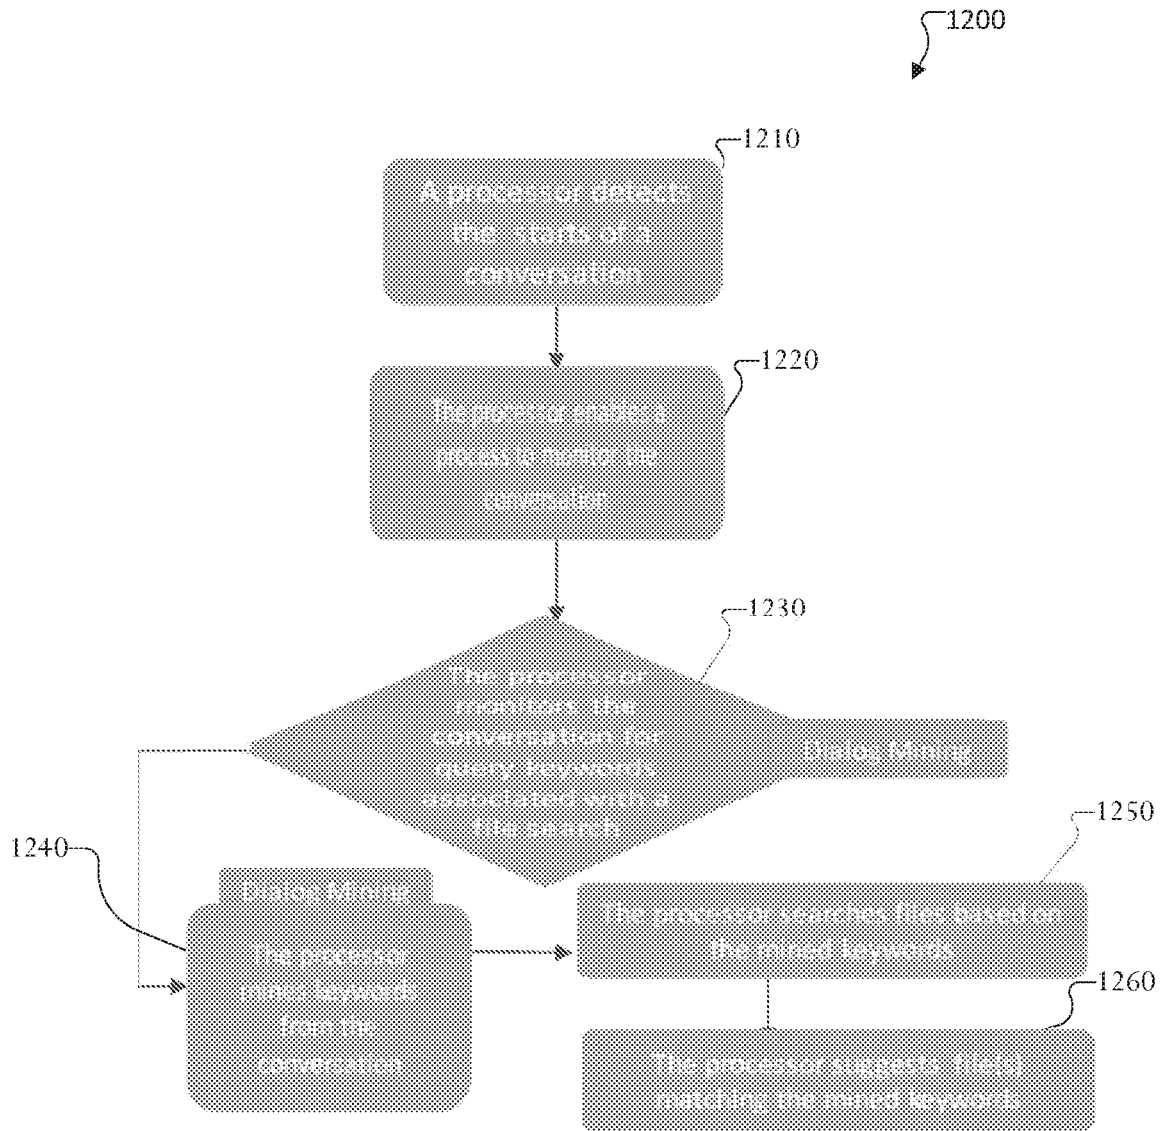 1200
1210
A processor detects
the starts of a
conversation
1220
The processor enables a
process to monitor the
conversation
1230
The processor
monitors the
conversation for
query keywords
associated with a
file search
Dialog Mining
1250
1240
Dialog Mining
The processor
mines keywords
from the
conversation
The processor searches files based on
the mined keywords
1260
The processor suggests file(s)
matching the mined keywords